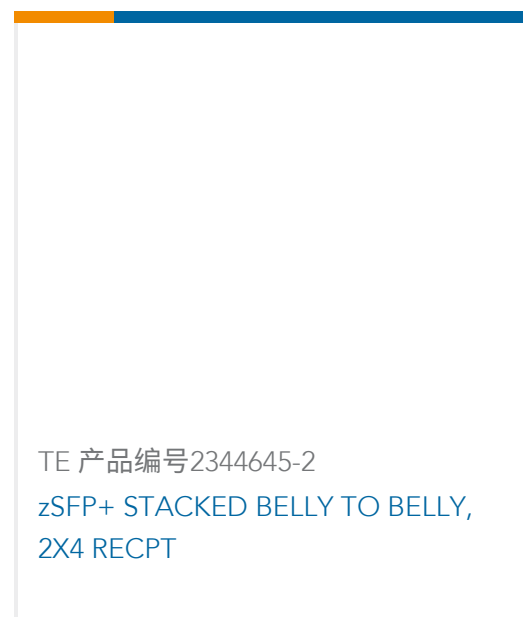 TE 产品编号2344645-2
zSFP+ STACKED BELLY TO BELLY,
2X4 RECPT